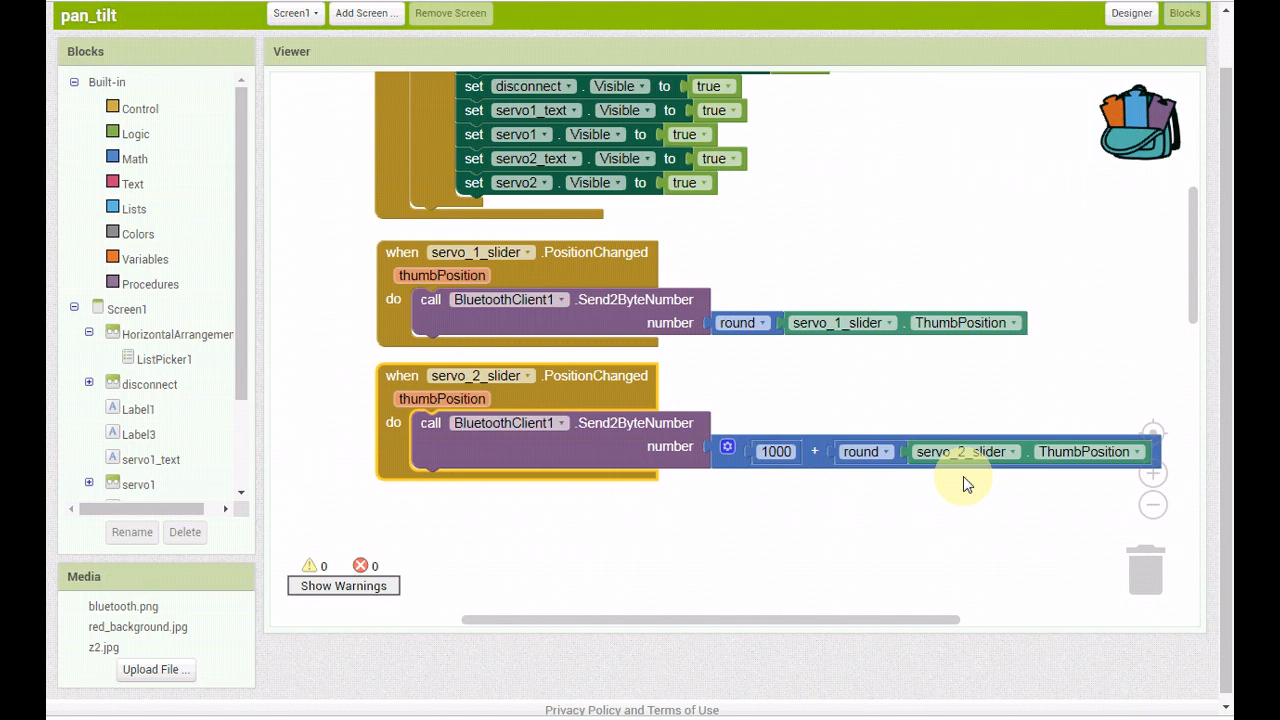 pan_tilt
Screen1
Add Screen ...
Remove Screen
Designer
Blocks
Blocks
Viewer
Built-in
Control
Logic
Math
Text
Lists
Colors
Variables
Procedures
Screen1
HorizontalArrangemer
ListPicker1
disconnect
Label1
Label3
servo1_text
servo1
Rename
Delete
Media
bluetooth.png
red_background.jpg
z2.jpg
Upload File ...
set disconnect . Visible to true
set servo1_text . Visible to true
set servo1 . Visible to true
set servo2_text . Visible to true
set servo2 . Visible to true
when servo_1_slider .PositionChanged
thumbPosition
do call BluetoothClient1 .Send2ByteNumber
number round servo_1_slider . ThumbPosition
when servo_2_slider .PositionChanged
thumbPosition
do call BluetoothClient1 .Send2ByteNumber
number 1000 + round servo_2_slider . ThumbPosition
0 0
Show Warnings
Privacy Policy and Terms of Use